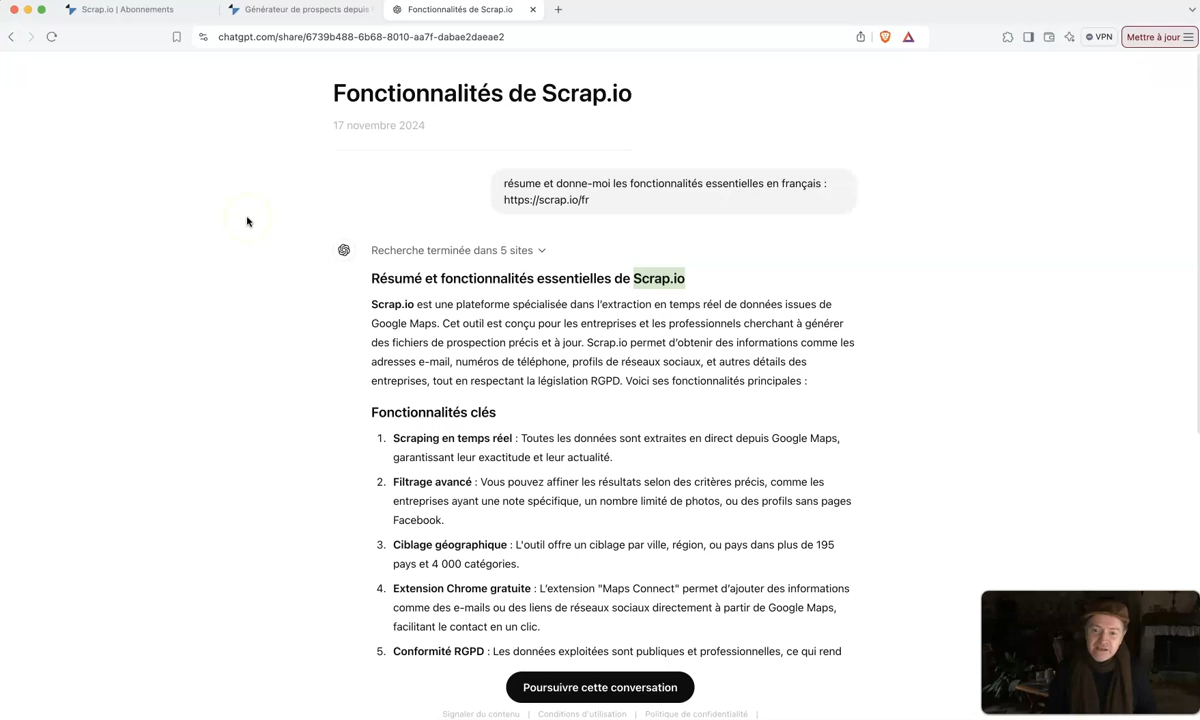 Scrap.io | Abonnements
Générateur de prospects depuis
Fonctionnalités de Scrap.io
chatgpt.com/share/6739b488-6b68-8010-aa7f-dabae2daeae2
VPN
Mettre à jour
Fonctionnalités de Scrap.io
17 novembre 2024
résume et donne-moi les fonctionnalités essentielles en français :
https://scrap.io/fr
Recherche terminée dans 5 sites
Résumé et fonctionnalités essentielles de Scrap.io
Scrap.io est une plateforme spécialisée dans l'extraction en temps réel de données issues de
Google Maps. Cet outil est conçu pour les entreprises et les professionnels cherchant à générer
des fichiers de prospection précis et à jour. Scrap.io permet d'obtenir des informations comme les
adresses e-mail, numéros de téléphone, profils de réseaux sociaux, et autres détails des
entreprises, tout en respectant la législation RGPD. Voici ses fonctionnalités principales :
Fonctionnalités clés
1. Scraping en temps réel : Toutes les données sont extraites en direct depuis Google Maps,
garantissant leur exactitude et leur actualité.
2. Filtrage avancé : Vous pouvez affiner les résultats selon des critères précis, comme les
entreprises ayant une note spécifique, un nombre limité de photos, ou des profils sans pages
Facebook.
3. Ciblage géographique : L'outil offre un ciblage par ville, région, ou pays dans plus de 195
pays et 4 000 catégories.
4. Extension Chrome gratuite : L'extension "Maps Connect" permet d'ajouter des informations
comme des e-mails ou des liens de réseaux sociaux directement à partir de Google Maps,
facilitant le contact en un clic.
5. Conformité RGPD : Les données exploitées sont publiques et professionnelles, ce qui rend
Poursuivre cette conversation
Signaler du contenu | Conditions d'utilisation | Politique de confidentialité |